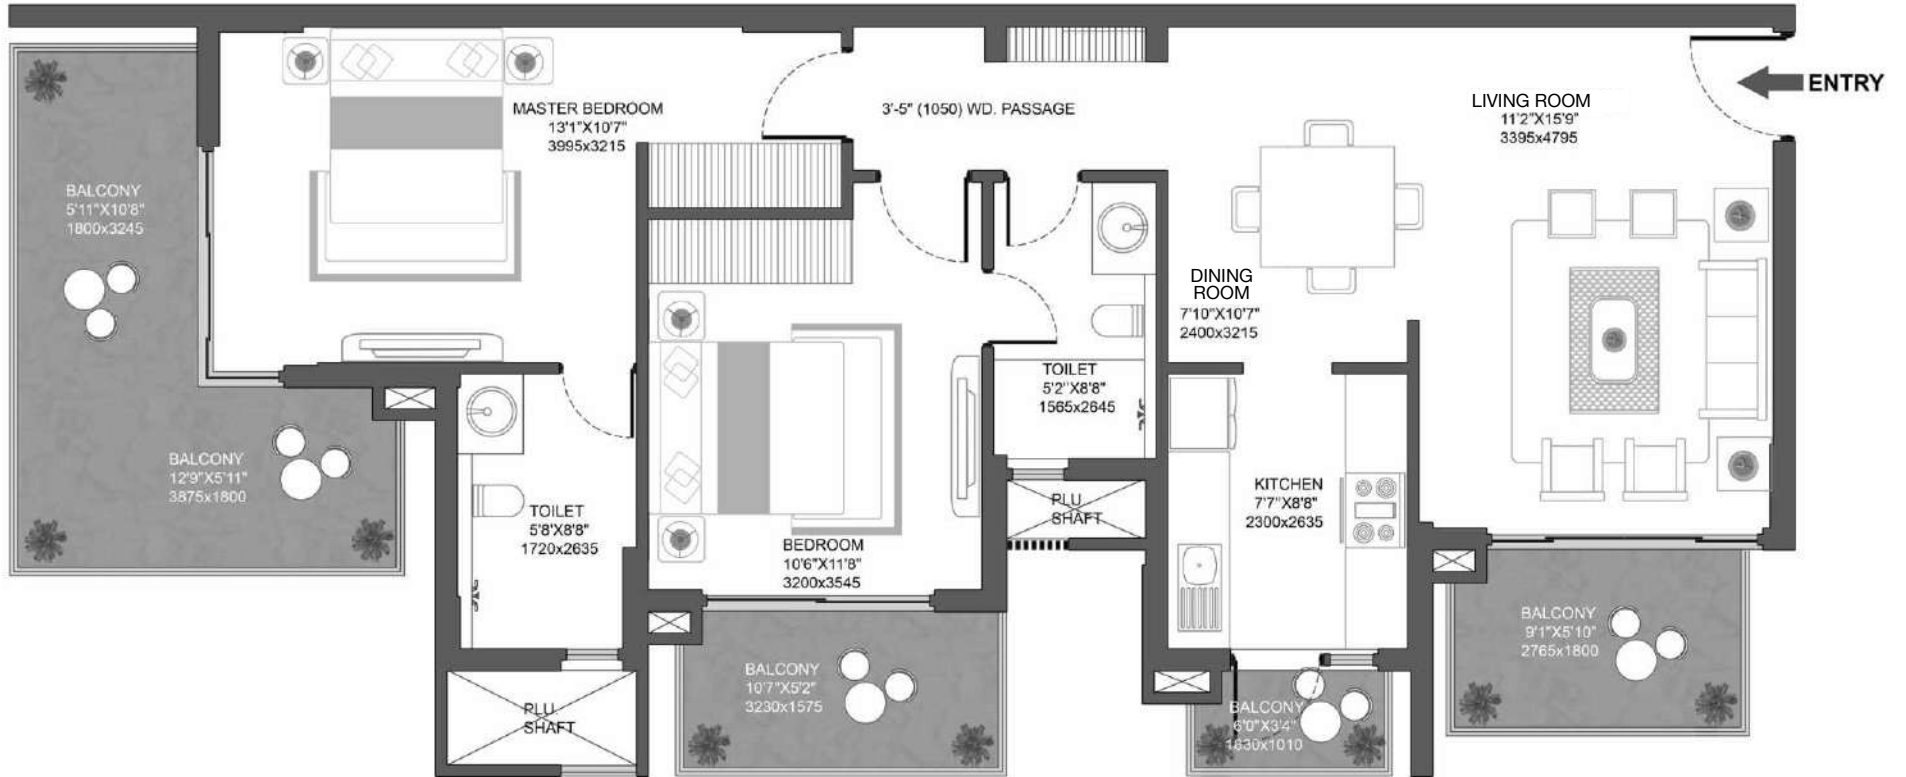 ENTRY
LIVING ROOM
11'2"X15'9"
3395x4795
MASTER BEDROOM
13'1"X10'7"
3995x3215
3'-5" (1050) WD. PASSAGE
BALCONY
5'11"X10'8"
1800x3245
DINING
ROOM
7'10"X10'7"
2400x3215
TOILET
5'2"X8'8"
1565x2645
BALCONY
12'9"X5'11"
3875x1800
TOILET
5'8'X8'8"
1720x2635
BEDROOM
10'6"X11'8"
3200x3545
PLU
SHAFT
KITCHEN
7'7"X8'8"
2300x2635
BALCONY
9'1"X5'10"
2765x1800
BALCONY
10'7"X5'2"
3230x1575
PLU.
SHAFT
BALCONY
6'0"X3'4"
1830x1010